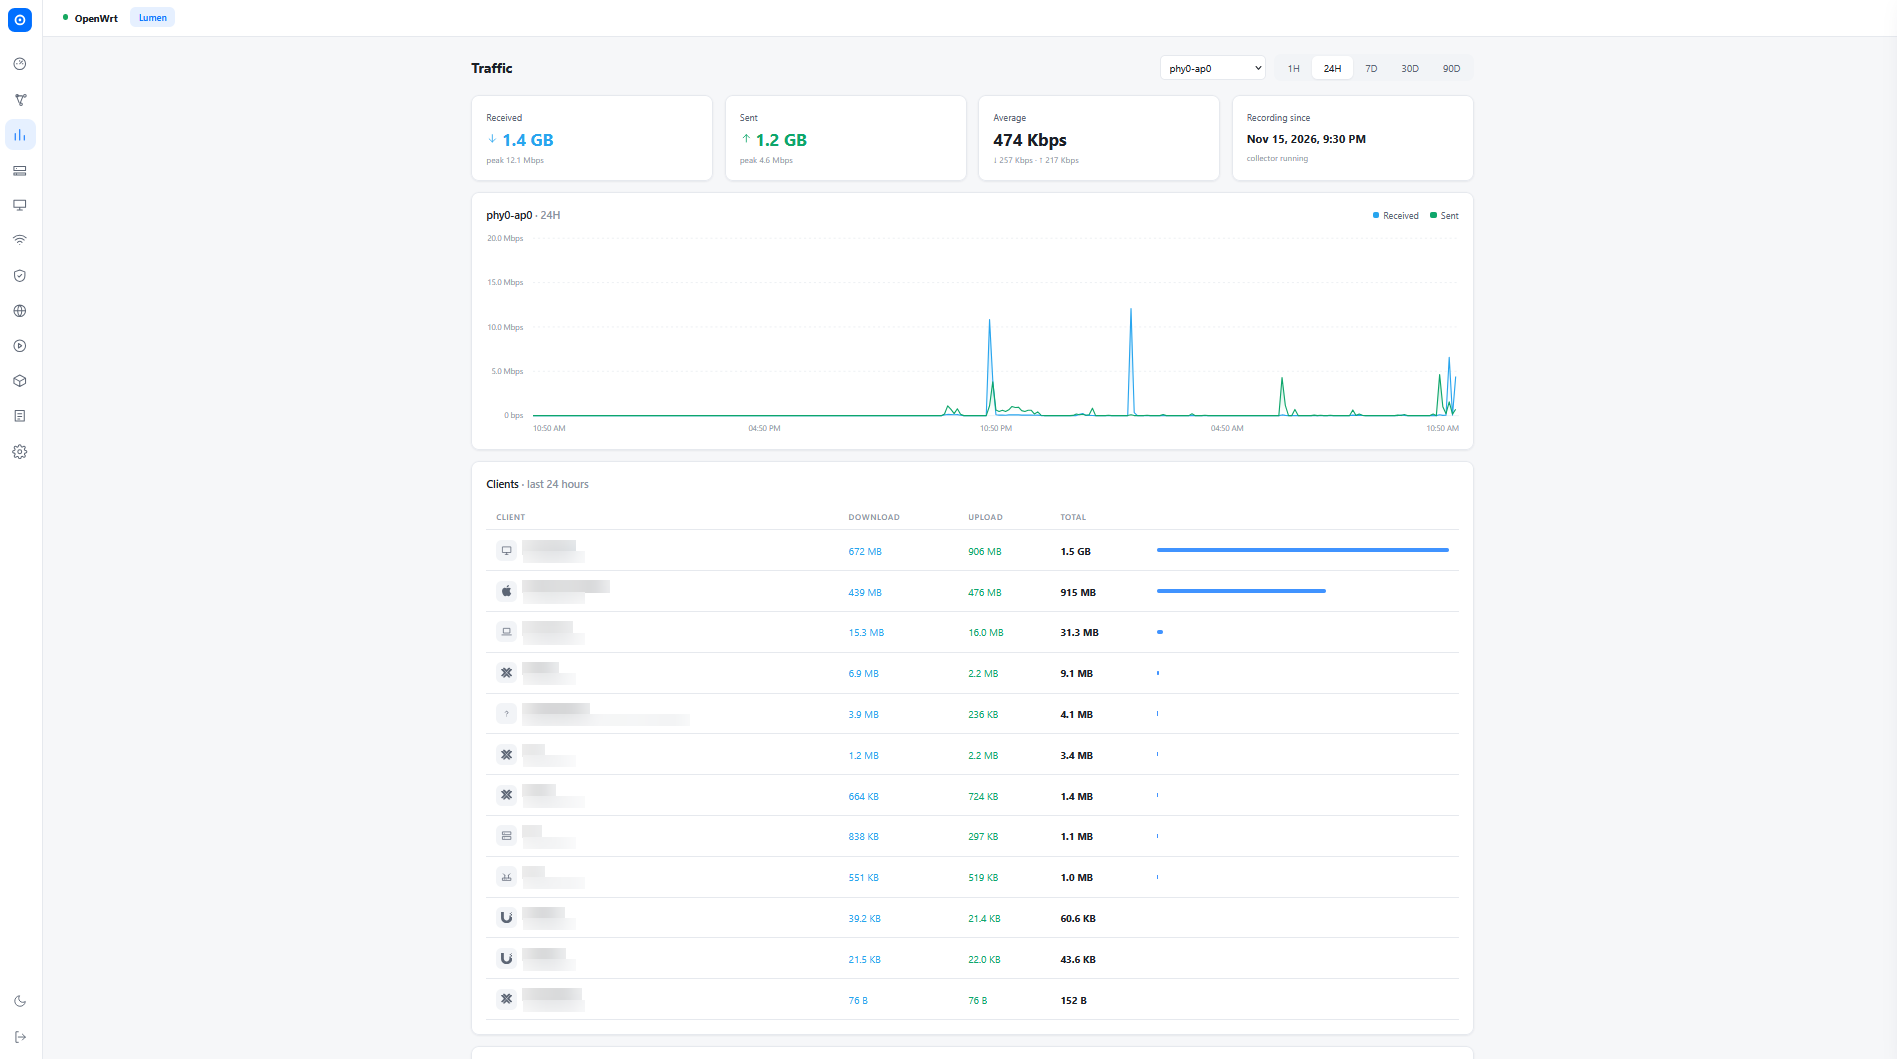 OpenWrt Lumen
Traffic
phy0-ap0 1H 24H 7D 30D 90D
Received
↓ 1.4 GB
peak 12.1 Mbps
Sent
↑ 1.2 GB
peak 4.6 Mbps
Average
474 Kbps
↓ 257 Kbps · ↑ 217 Kbps
Recording since
Nov 15, 2026, 9:30 PM
collector running
phy0-ap0 · 24H
Received Sent
20.0 Mbps
15.0 Mbps
10.0 Mbps
5.0 Mbps
0 bps
10:50 AM 04:50 PM 10:50 PM 04:50 AM 10:50 AM
Clients · last 24 hours
CLIENT DOWNLOAD UPLOAD TOTAL
672 MB 906 MB 1.5 GB
439 MB 476 MB 915 MB
15.3 MB 16.0 MB 31.3 MB
6.9 MB 2.2 MB 9.1 MB
? 3.9 MB 236 KB 4.1 MB
1.2 MB 2.2 MB 3.4 MB
664 KB 724 KB 1.4 MB
838 KB 297 KB 1.1 MB
551 KB 519 KB 1.0 MB
39.2 KB 21.4 KB 60.6 KB
21.5 KB 22.0 KB 43.6 KB
76 B 76 B 152 B